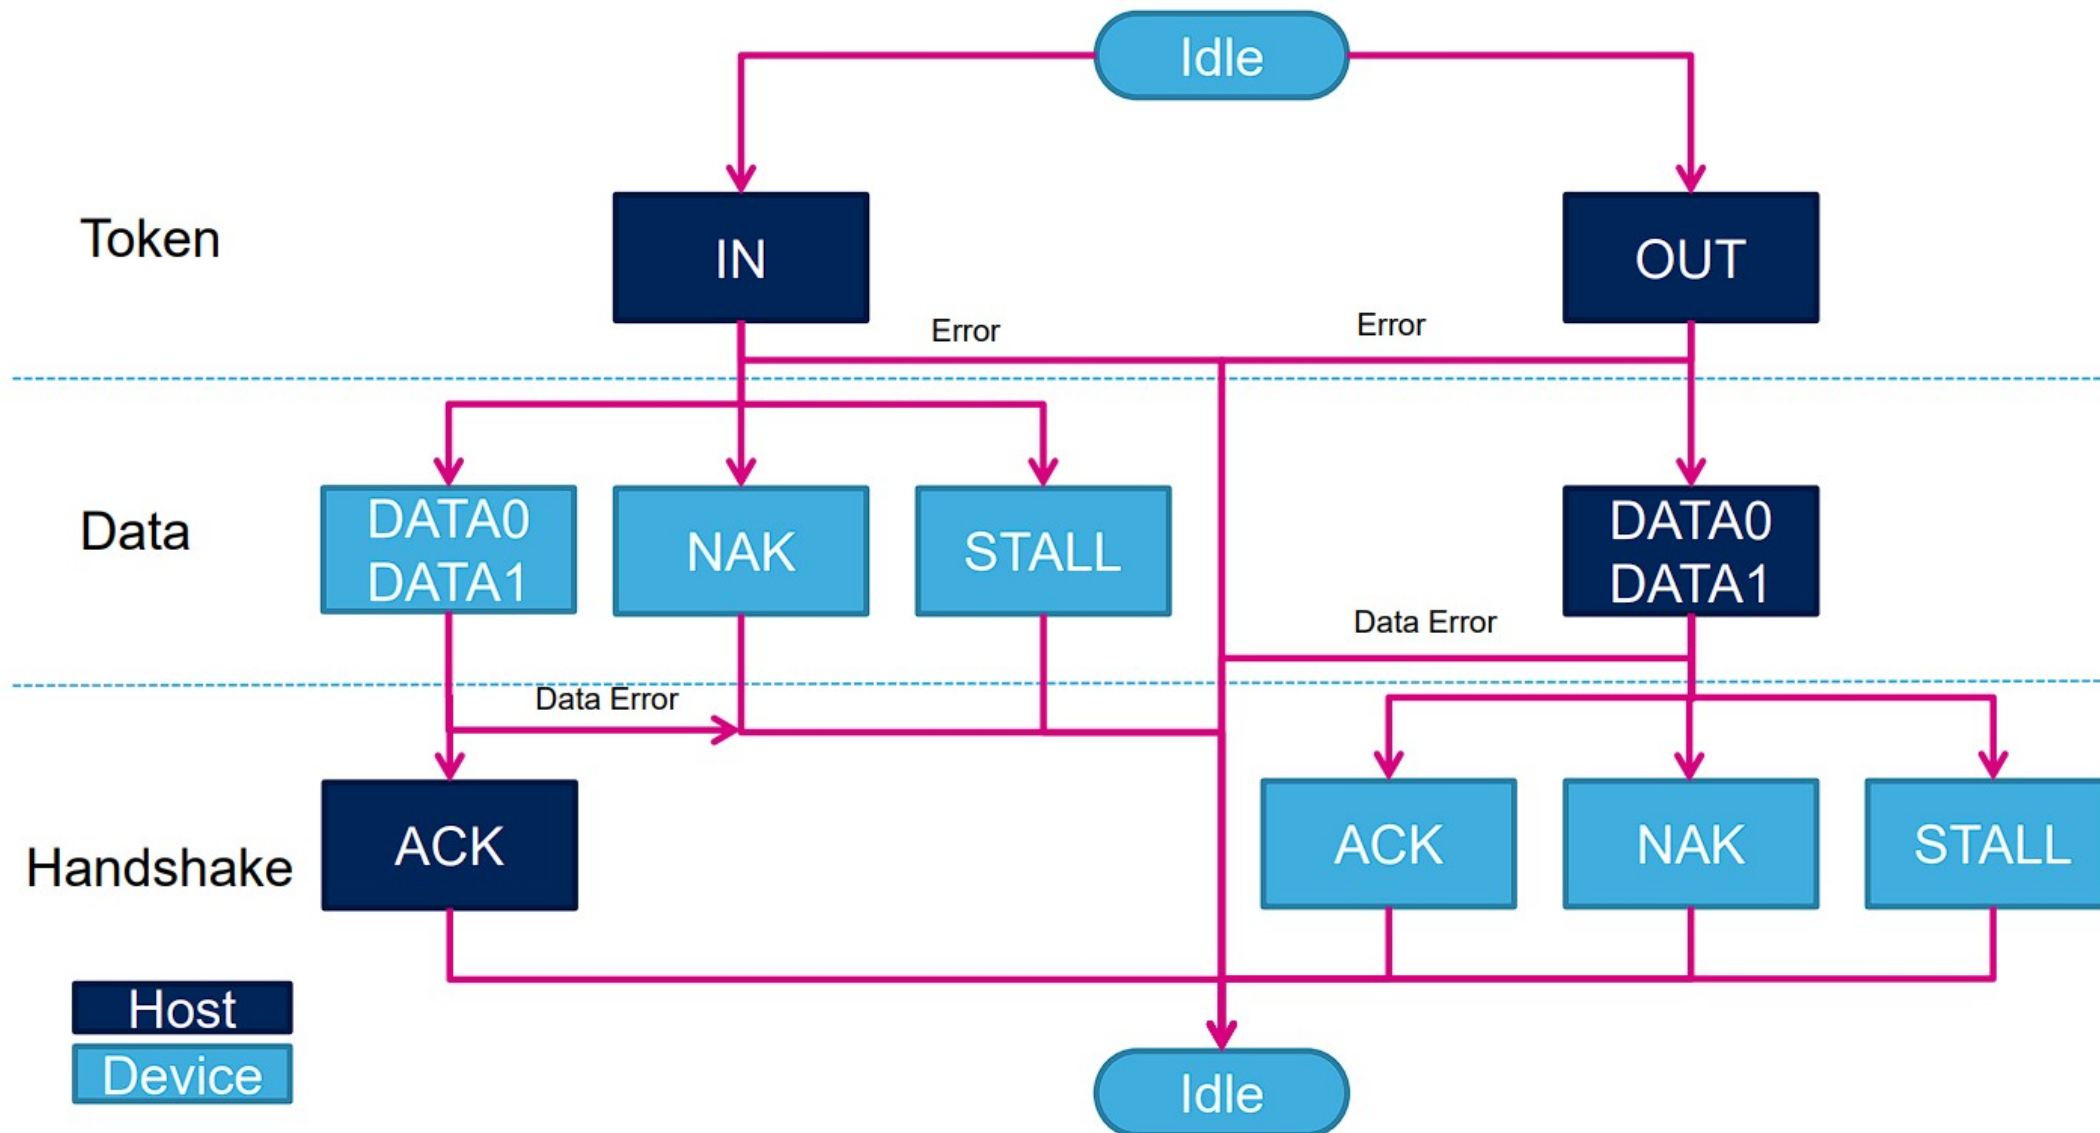 Idle
Token
IN
OUT
Error
Error
Data
DATA0
DATA1
NAK
STALL
DATA0
DATA1
Data Error
Data Error
Handshake
ACK
ACK
NAK
STALL
Host
Device
Idle